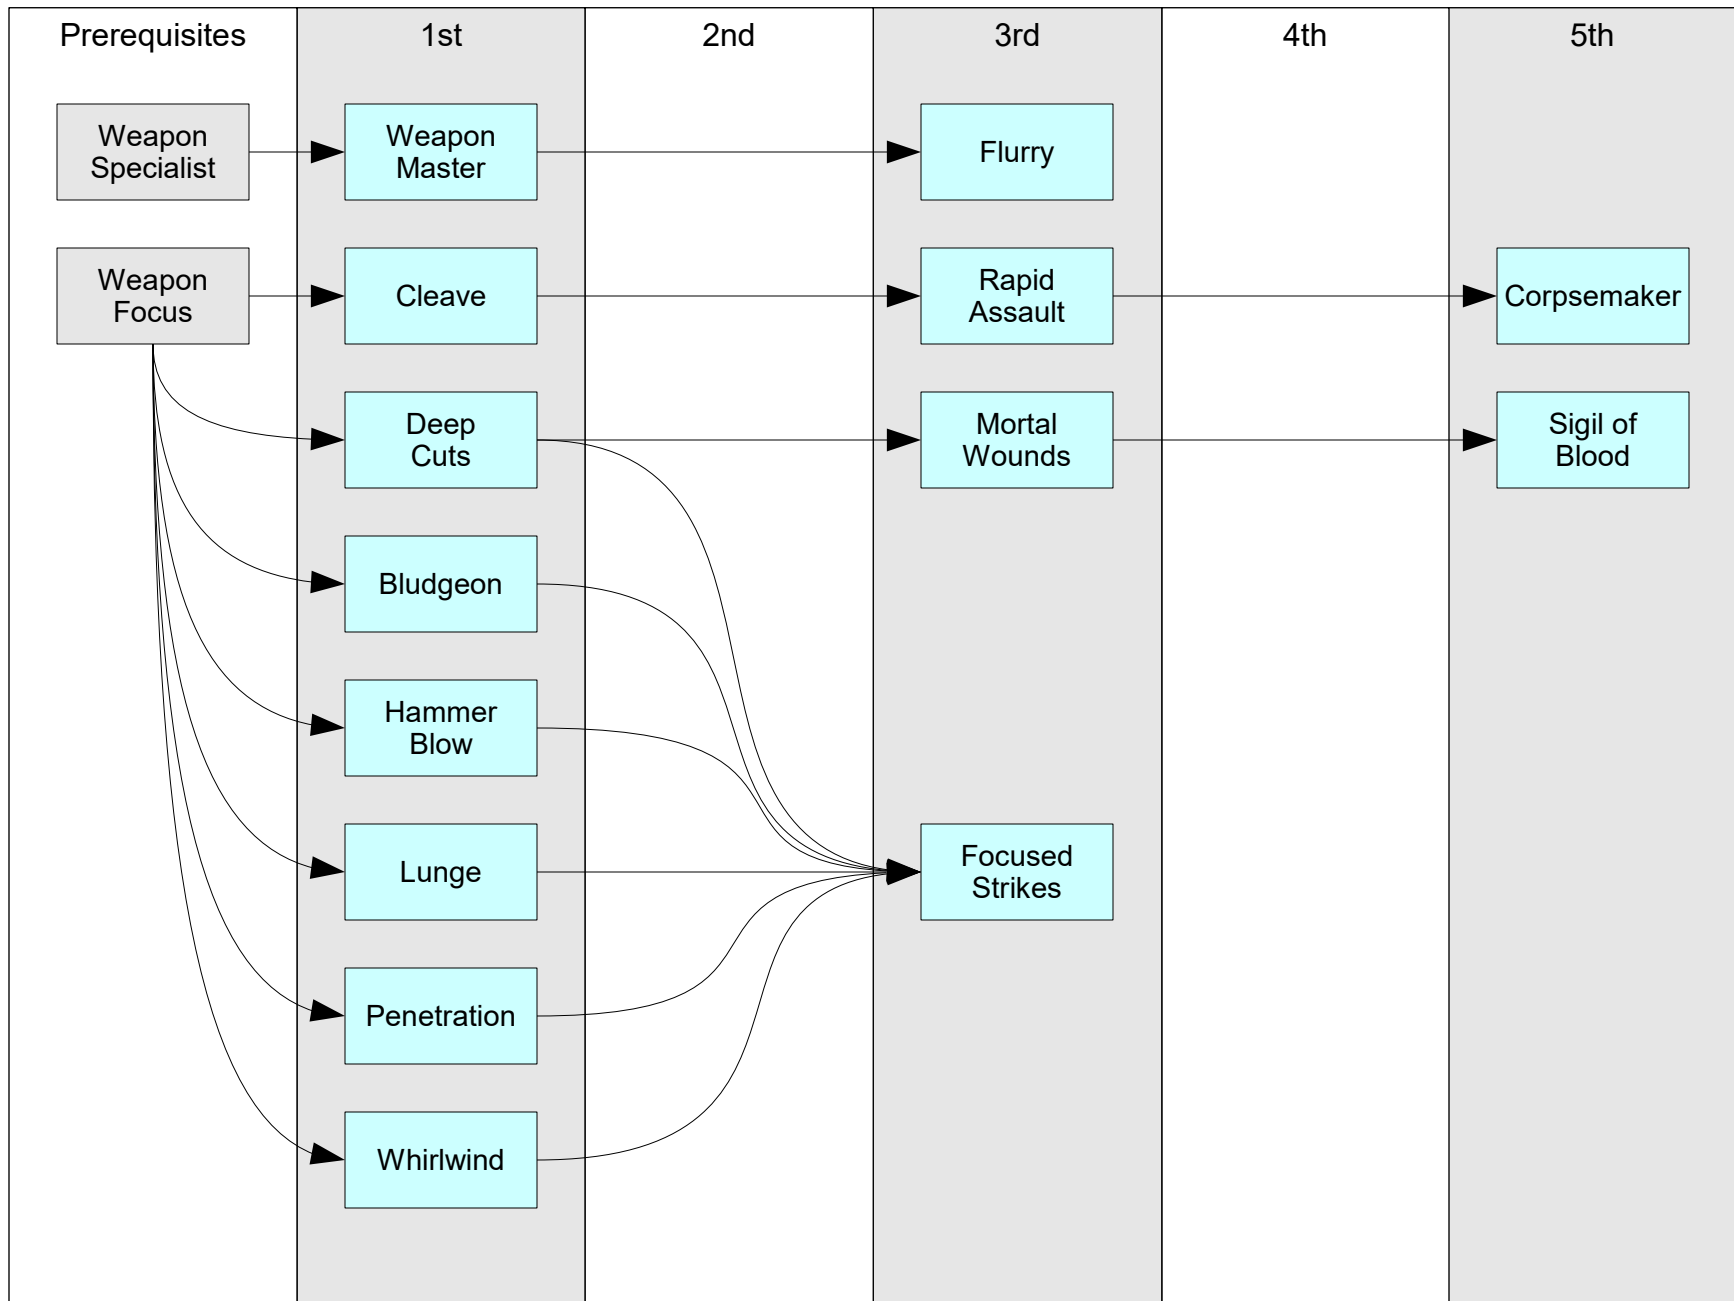 Prerequisites
1st
2nd
3rd
4th
5th
Weapon
Specialist
Weapon
Master
Flurry
Weapon
Focus
Cleave
Rapid
Assault
Corpsemaker
Deep
Cuts
Mortal
Wounds
Sigil of
Blood
Bludgeon
Hammer
Blow
Lunge
Focused
Strikes
Penetration
Whirlwind